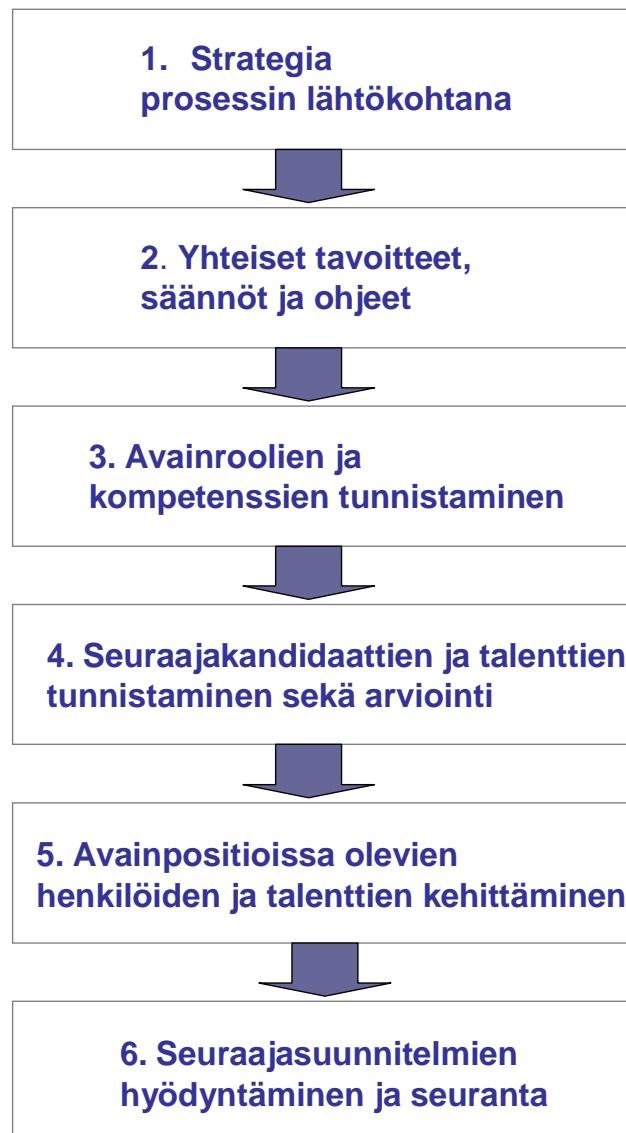 1. Strategia
prosessin lähtökohtana
2. Yhteiset tavoitteet,
säännöt ja ohjeet
3. Avainroolien ja
kompetenssien tunnistaminen
4. Seuraajakandidaattien ja talenttien
tunnistaminen sekä arviointi
5. Avainpositioissa olevien
henkilöiden ja talenttien kehittäminen
6. Seuraajasuunnitelmien
hyödyntäminen ja seuranta